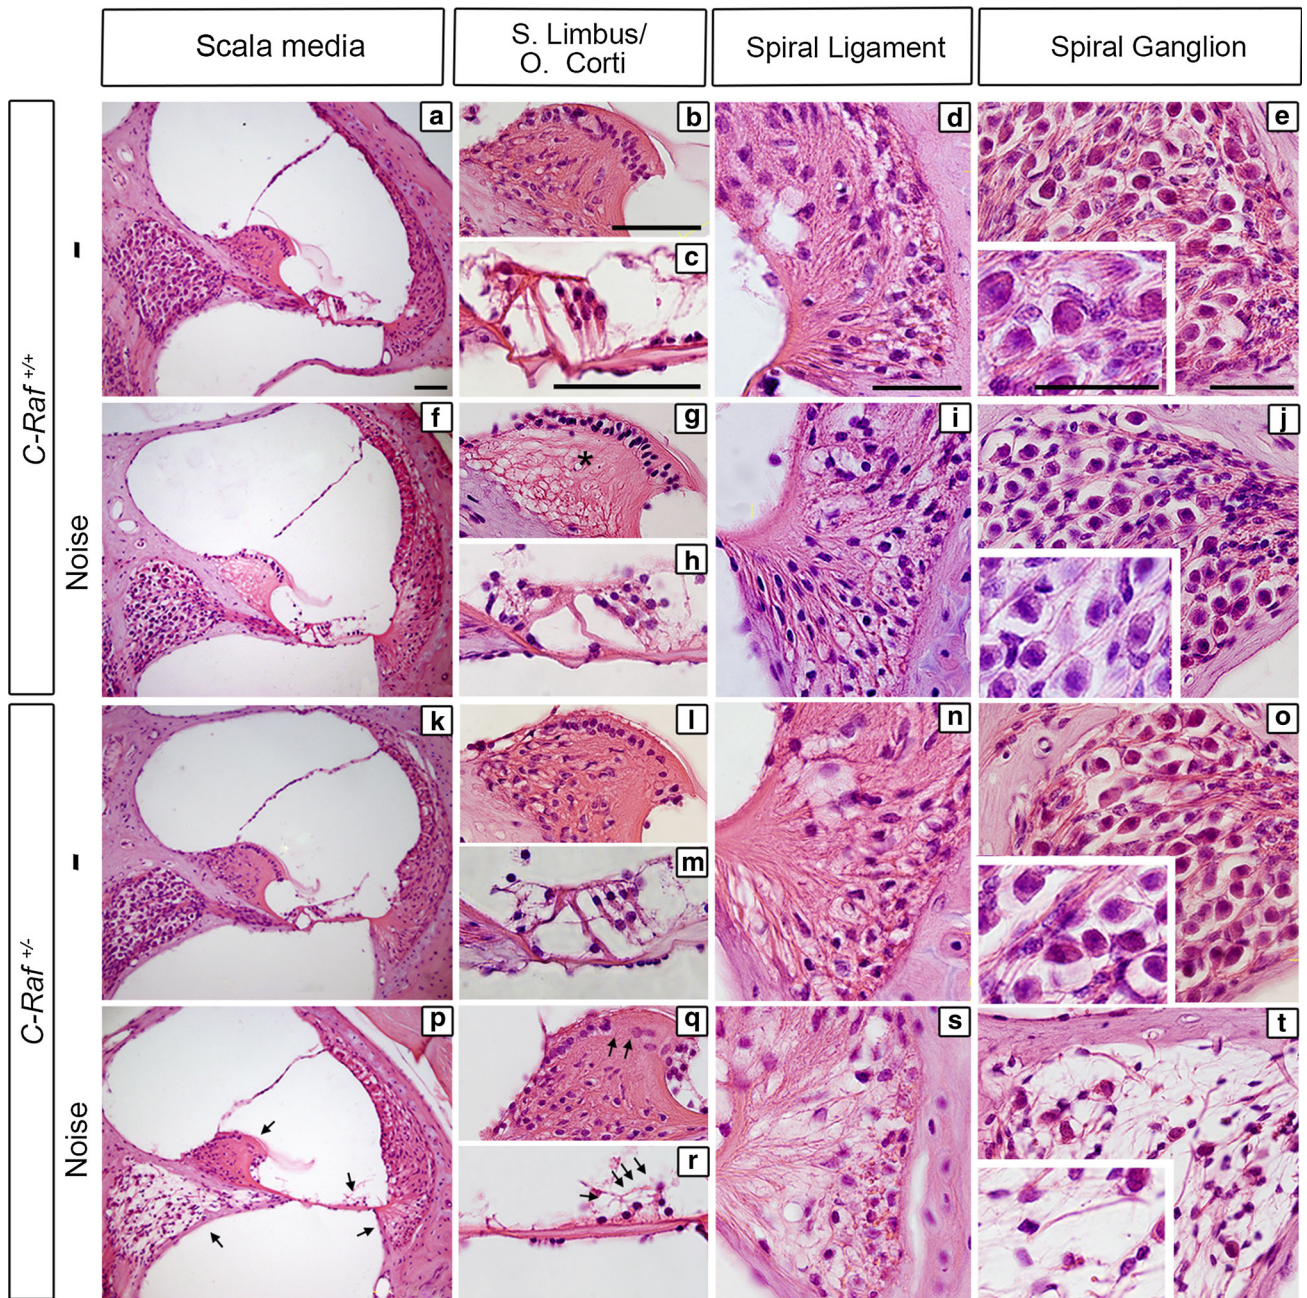 Scala media
S. Limbus/
O. Corti
Spiral Ligament
Spiral Ganglion
C-Raf +/+
-
Noise
C-Raf +/-
-
Noise
a
b
c
d
e
f
g
*
h
i
j
k
l
m
n
o
p
q
r
s
t